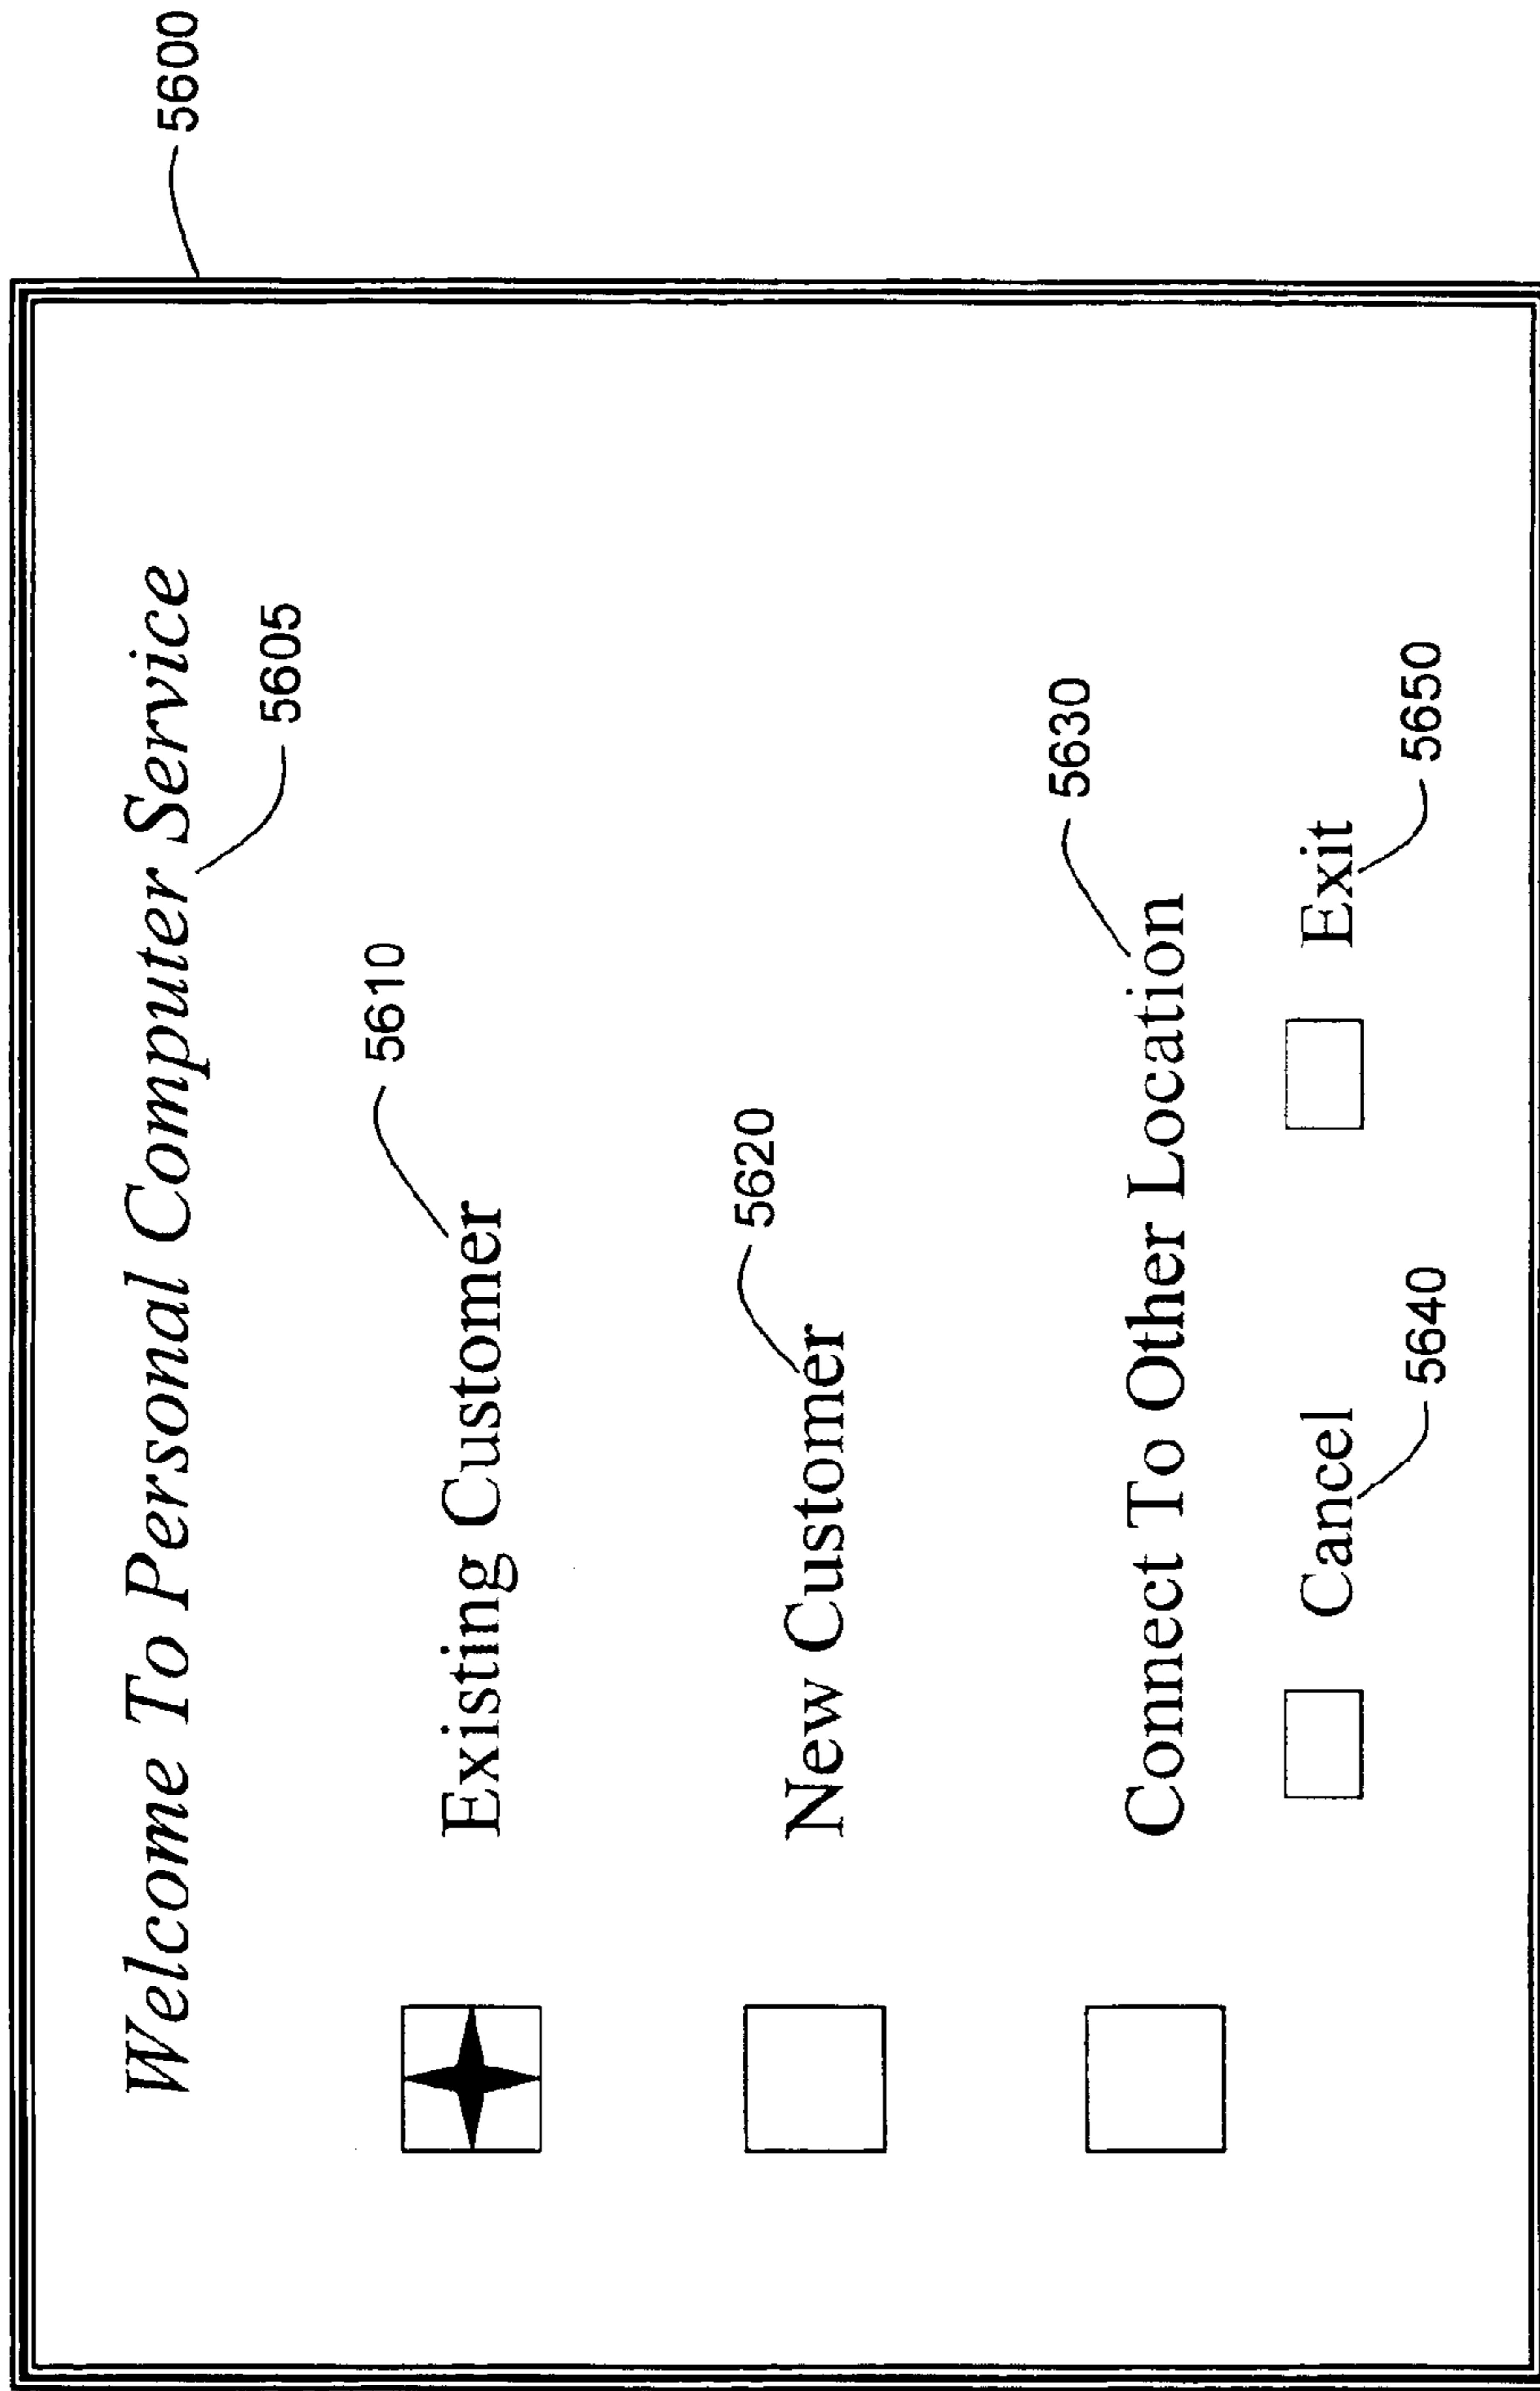 5600
Welcome To Personal Computer Service
5605
5610
Existing Customer
5620
New Customer
5630
Connect To Other Location
Cancel Exit
5640 5650